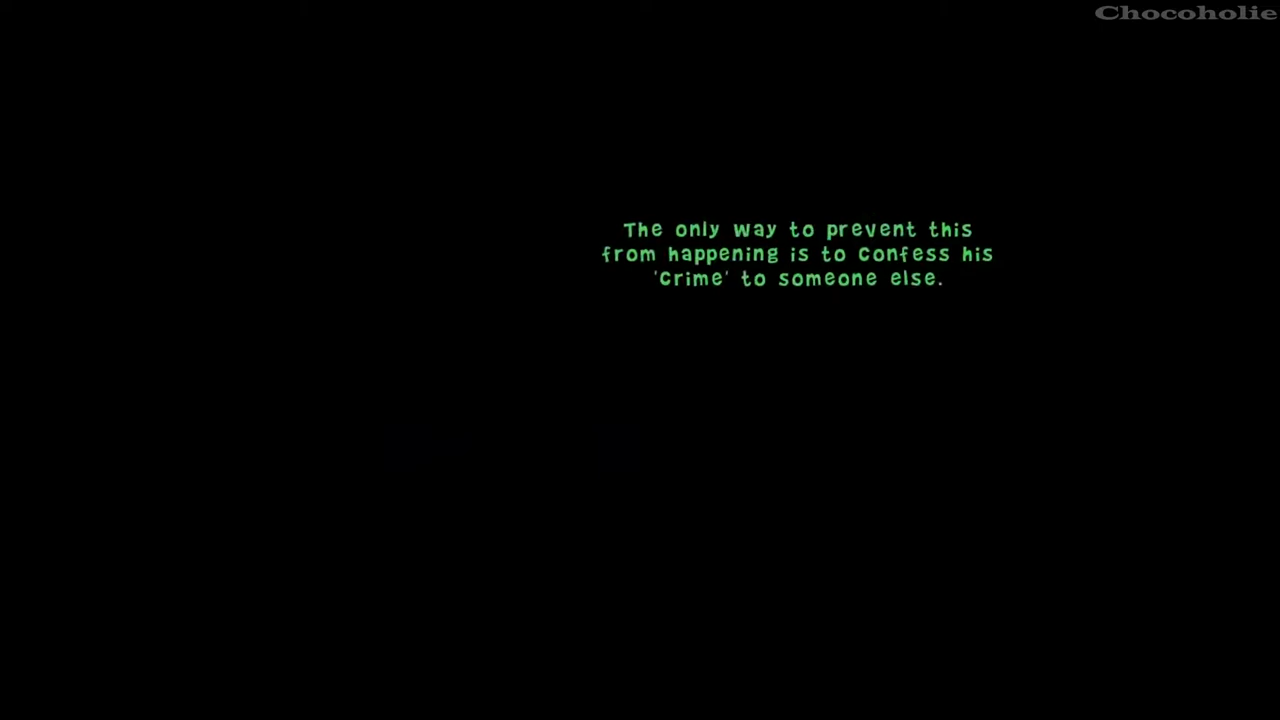 Chocoholie
The only way to prevent this
from happening is to confess his
'crime' to someone else.